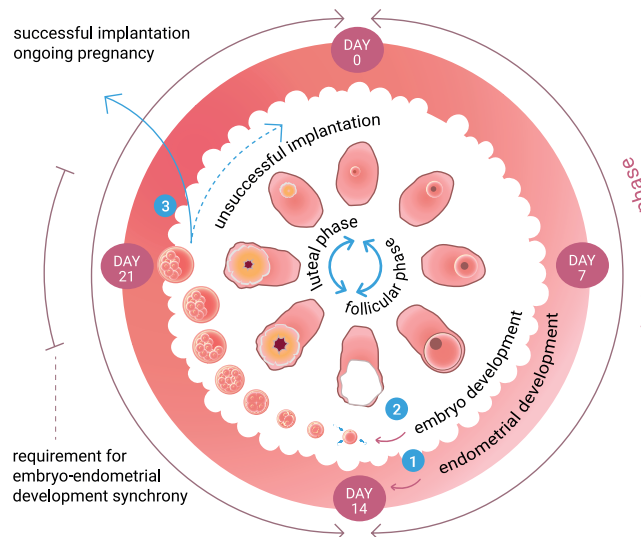 successful implantation
ongoing pregnancy
DAY
0
unsuccessful implantation
3
phase
luteal phase
follicular phase
DAY
21
DAY
7
embryo development
endometrial development
2
1
requirement for
embryo-endometrial
development synchrony
DAY
14